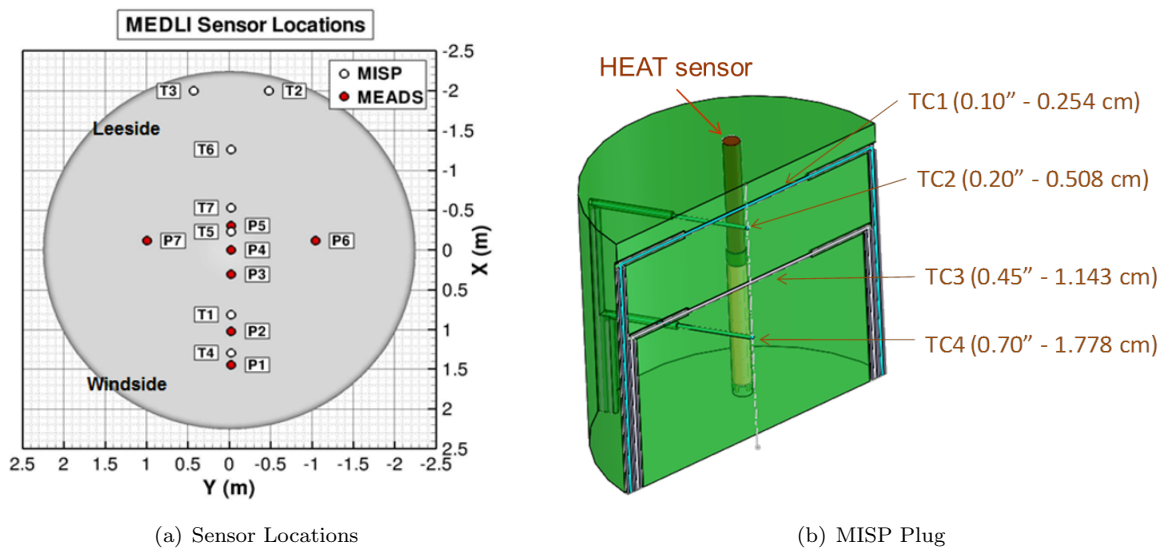 MEDLI Sensor Locations
MISP
MEADS
T3
T2
Leeside
T6
T7
P5
T5
P7
P6
P4
P3
T1
P2
T4
P1
Windside
-2.5
-2
-1.5
-1
-0.5
0
0.5
1
1.5
2
2.5
X (m)
2.5 2 1.5 1 0.5 0 -0.5 -1 -1.5 -2 -2.5
Y (m)
(a) Sensor Locations
HEAT sensor
TC1 (0.10” - 0.254 cm)
TC2 (0.20” - 0.508 cm)
TC3 (0.45” - 1.143 cm)
TC4 (0.70” - 1.778 cm)
(b) MISP Plug